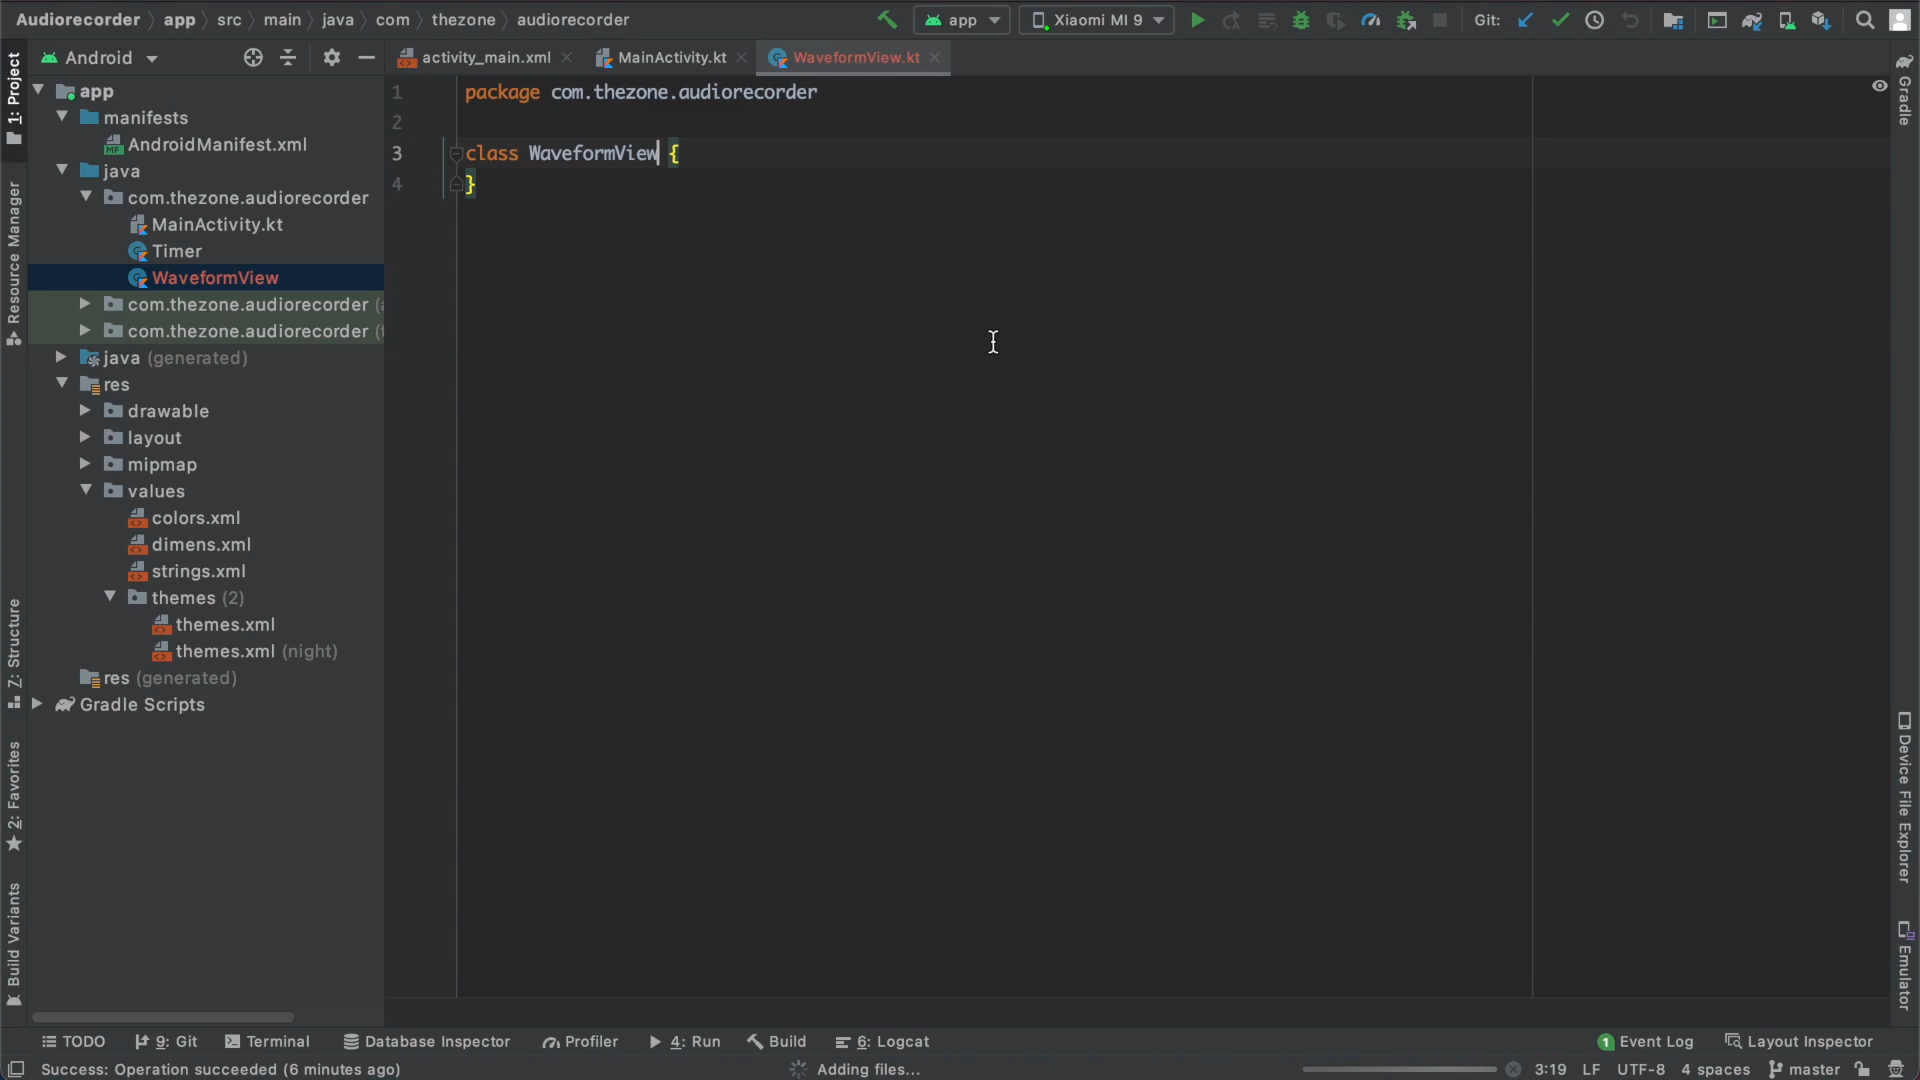 Audiorecorder app src main java com thezone audiorecorder
app Xiaomi MI 9 Git:
1: Project
Resource Manager
Z: Structure
2: Favorites
Build Variants
Android
app
manifests
AndroidManifest.xml
java
com.thezone.audiorecorder
MainActivity.kt
Timer
WaveformView
com.thezone.audiorecorder
com.thezone.audiorecorder
java (generated)
res
drawable
layout
mipmap
values
colors.xml
dimens.xml
strings.xml
themes (2)
themes.xml
themes.xml (night)
res (generated)
Gradle Scripts
activity_main.xml MainActivity.kt WaveformView.kt
1 package com.thezone.audiorecorder
2
3 class WaveformView {
4 }
Gradle
Device File Explorer
Emulator
TODO 9: Git Terminal Database Inspector Profiler 4: Run Build 6: Logcat 1 Event Log Layout Inspector
Success: Operation succeeded (6 minutes ago) Adding files... 3:19 LF UTF-8 4 spaces master